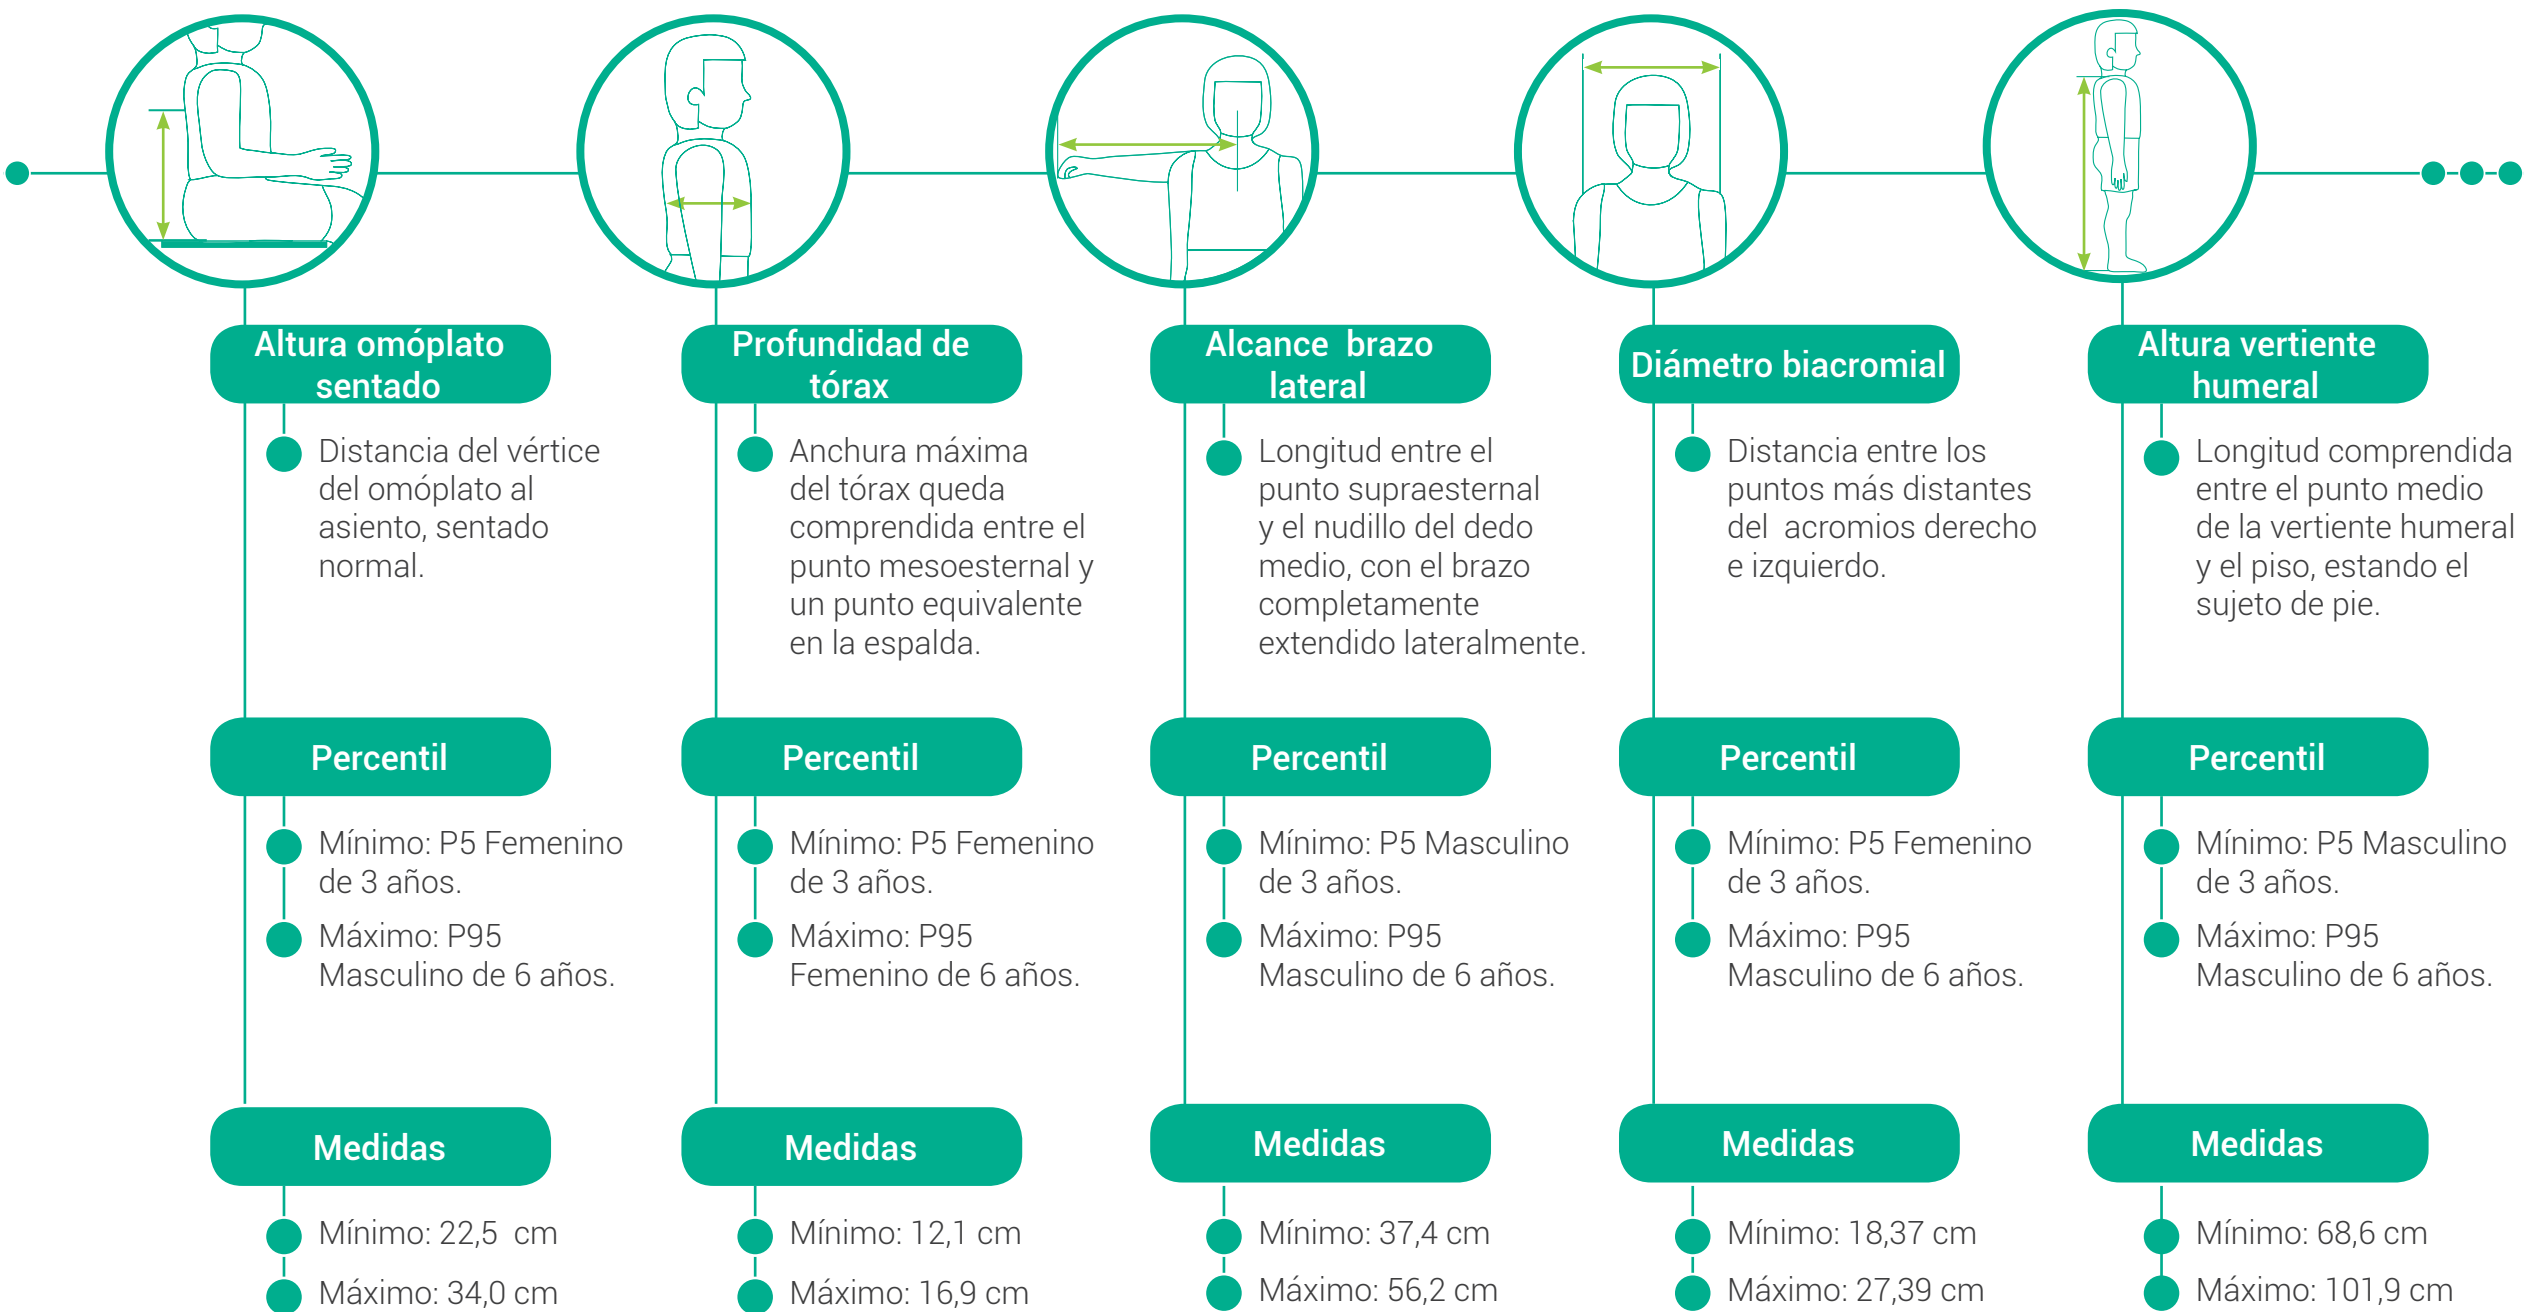 Altura omóplato
sentado
Distancia del vértice
del omóplato al
asiento, sentado
normal.
Percentil
Mínimo: P5 Femenino
de 3 años.
Máximo: P95
Masculino de 6 años.
Medidas
Mínimo: 22,5 cm
Máximo: 34,0 cm
Profundidad de
tórax
Anchura máxima
del tórax queda
comprendida entre el
punto mesoesternal y
un punto equivalente
en la espalda.
Percentil
Mínimo: P5 Femenino
de 3 años.
Máximo: P95
Femenino de 6 años.
Medidas
Mínimo: 12,1 cm
Máximo: 16,9 cm
Alcance brazo
lateral
Longitud entre el
punto supraesternal
y el nudillo del dedo
medio, con el brazo
completamente
extendido lateralmente.
Percentil
Mínimo: P5 Masculino
de 3 años.
Máximo: P95
Masculino de 6 años.
Medidas
Mínimo: 37,4 cm
Máximo: 56,2 cm
Diámetro biacromial
Distancia entre los
puntos más distantes
del acromios derecho
e izquierdo.
Percentil
Mínimo: P5 Femenino
de 3 años.
Máximo: P95
Masculino de 6 años.
Medidas
Mínimo: 18,37 cm
Máximo: 27,39 cm
Altura vertiente
humeral
Longitud comprendida
entre el punto medio
de la vertiente humeral
y el piso, estando el
sujeto de pie.
Percentil
Mínimo: P5 Masculino
de 3 años.
Máximo: P95
Masculino de 6 años.
Medidas
Mínimo: 68,6 cm
Máximo: 101,9 cm